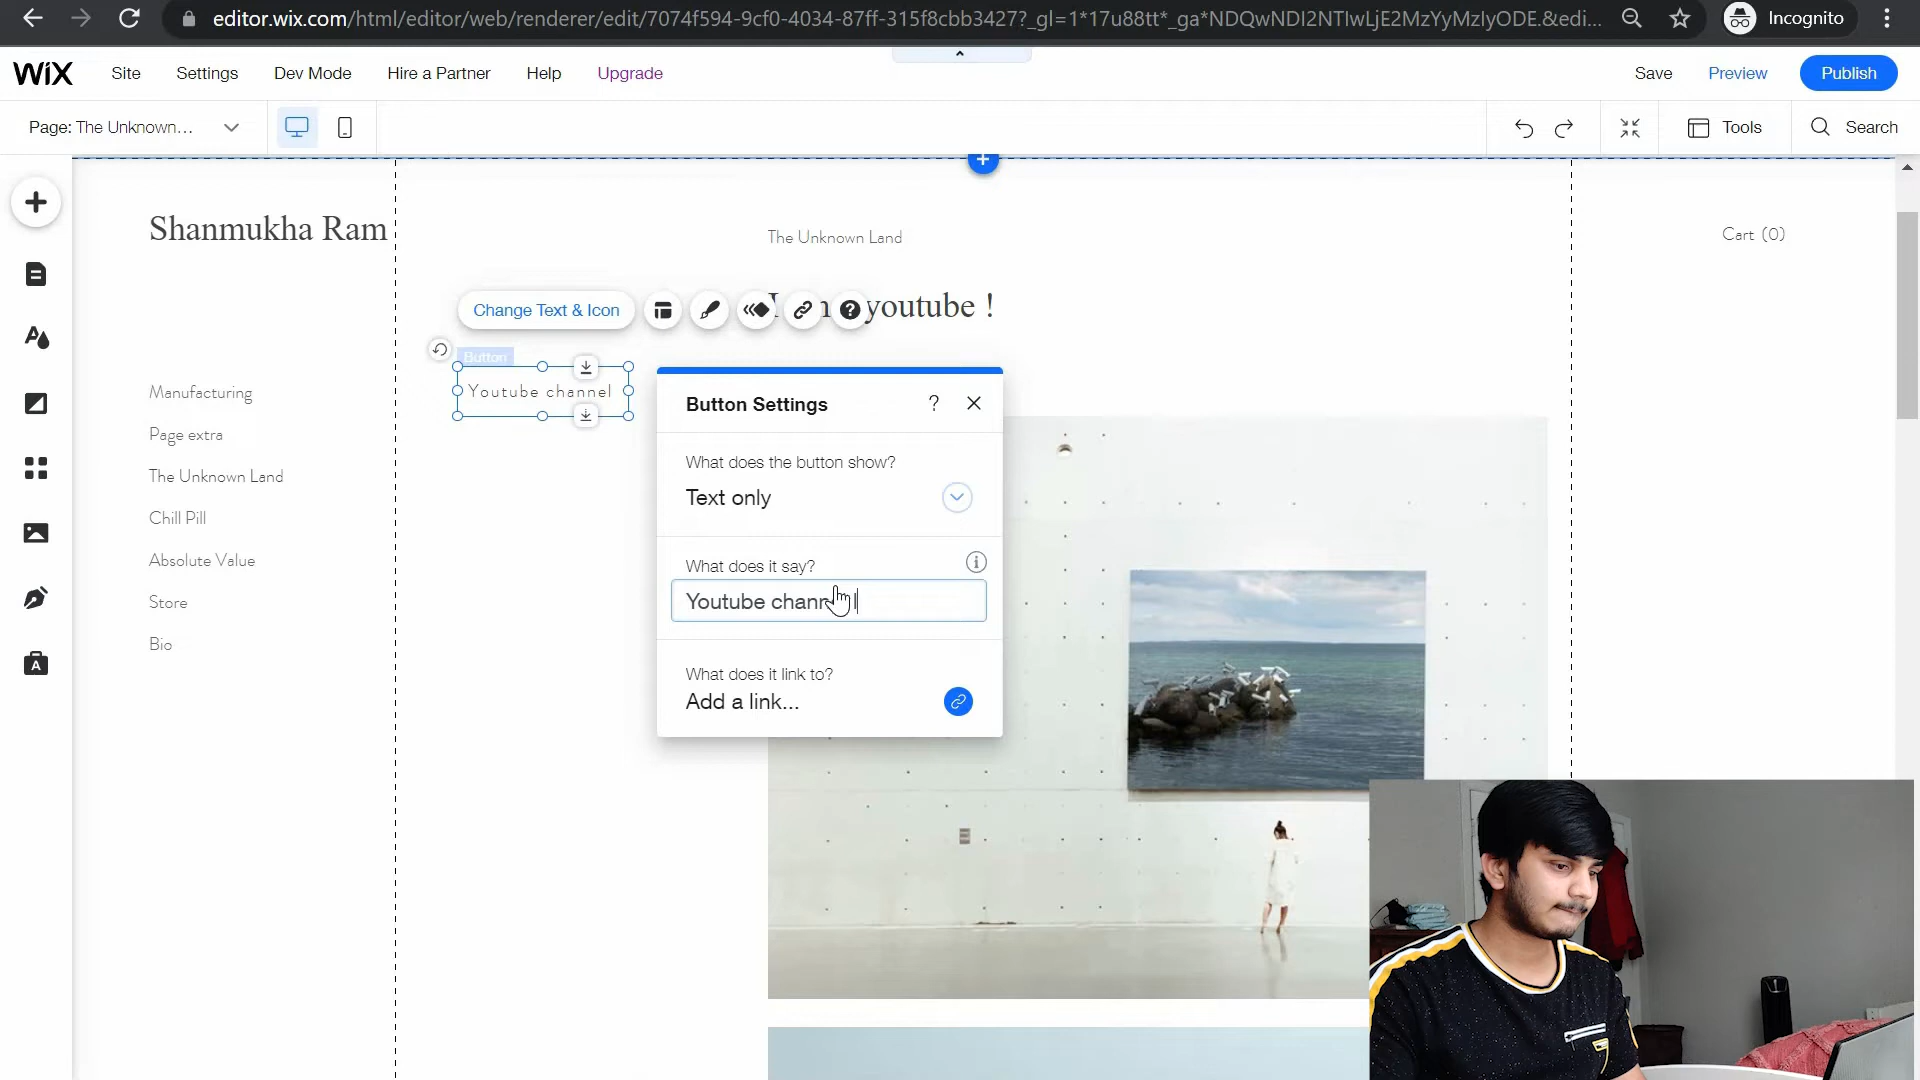 editor.wix.com/html/editor/web/renderer/edit/7074f594-9cf0-4034-87ff-315f8cbb3427?_gl=1*17u88tt*_ga*NDQwNDI2NTIwLjE2MzYyMzIyODE.&edi...
Incognito
WiX
Site
Settings
Dev Mode
Hire a Partner
Help
Upgrade
Save
Preview
Publish
Page: The Unknown...
Tools
Search
Shanmukha Ram
The Unknown Land
Cart (0)
Change Text & Icon
youtube !
Button
Youtube channel
Manufacturing
Page extra
The Unknown Land
Chill Pill
Absolute Value
Store
Bio
Button Settings
?
What does the button show?
Text only
What does it say?
Youtube chann l
What does it link to?
Add a link...